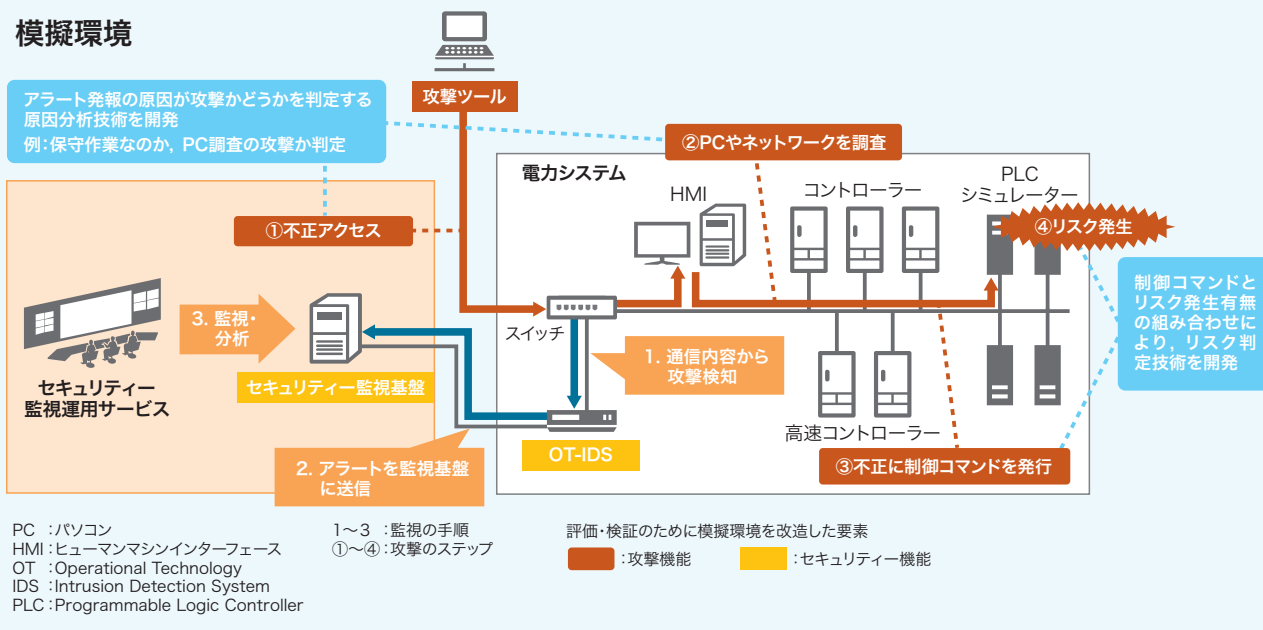 模擬環境
攻撃ツール
アラート発報の原因が攻撃かどうかを判定する
原因分析技術を開発
例：保守作業なのか，PC調査の攻撃か判定
②PCやネットワークを調査
電力システム
HMI
コントローラー
PLC
シミュレーター
①不正アクセス
④リスク発生
制御コマンドと
リスク発生有無
の組み合わせに
より，リスク判
定技術を開発
スイッチ
3. 監視・
分析
1. 通信内容から
攻撃検知
セキュリティー
監視運用サービス
セキュリティー監視基盤
高速コントローラー
OT-IDS
2. アラートを監視基盤
に送信
③不正に制御コマンドを発行
PC ：パソコン
HMI：ヒューマンマシンインターフェース
OT ：Operational Technology
IDS ：Intrusion Detection System
PLC：Programmable Logic Controller
1～3 ：監視の手順
①～④：攻撃のステップ
評価・検証のために模擬環境を改造した要素
：攻撃機能
：セキュリティー機能